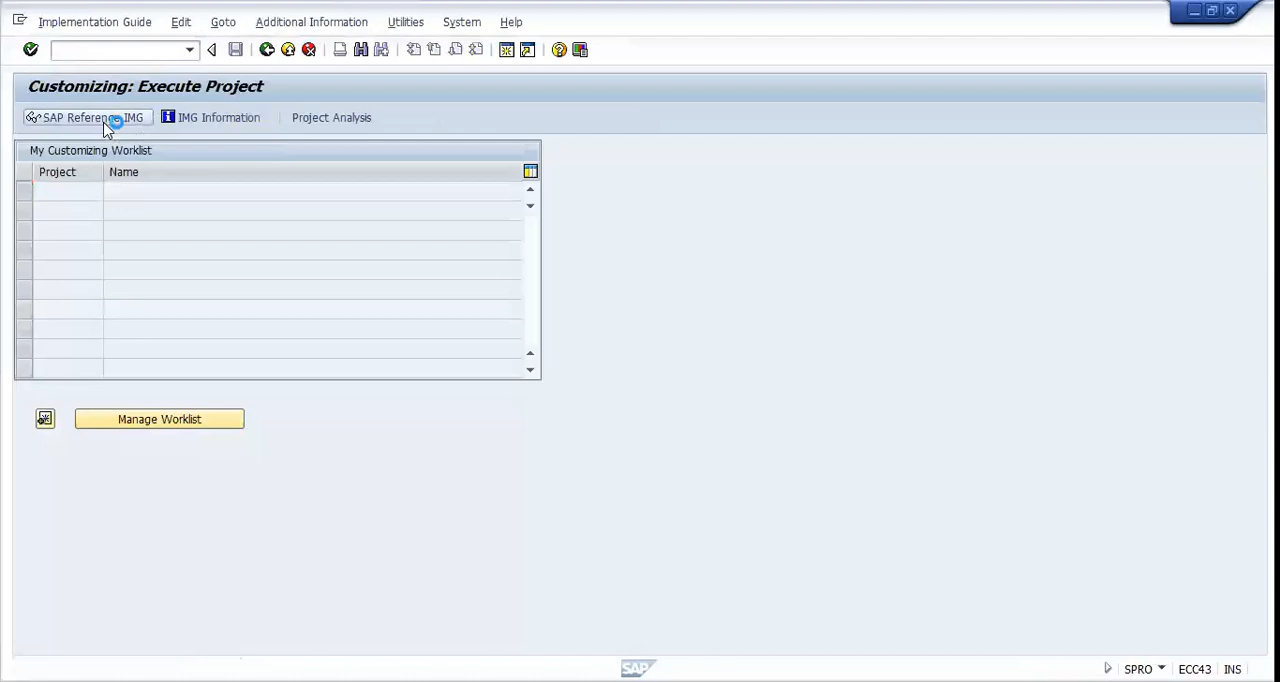 Implementation Guide Edit Goto Additional Information Utilities System Help
Customizing: Execute Project
SAP Reference IMG IMG Information Project Analysis
My Customizing Worklist
Project Name
Manage Worklist
SAP SPRO ECC43 INS